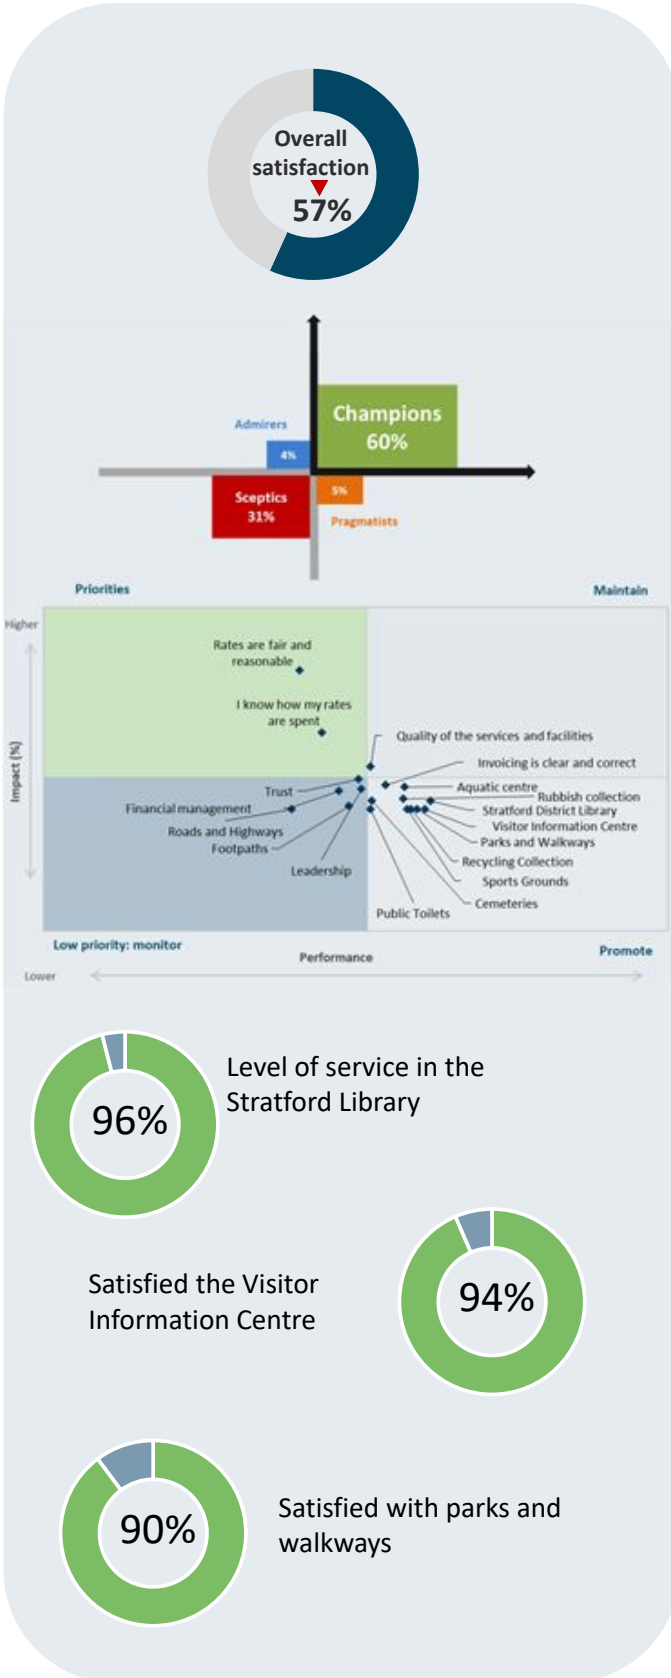 Overall
satisfaction
57%
Champions
60%
Admirers
4%
Sceptics
31%
5%
Pragmatists
Priorities
Maintain
Higher
Impact (%)
Rates are fair and
reasonable
I know how my rates
are spent
Quality of the services and facilities
Invoicing is clear and correct
Trust
Aquatic centre
Rubbish collection
Financial management
Stratford District Library
Visitor Information Centre
Roads and Highways
Parks and Walkways
Footpaths
Recycling Collection
Leadership
Sports Grounds
Cemeteries
Public Toilets
Low priority: monitor
Performance
Promote
Lower
96%
Level of service in the
Stratford Library
Satisfied the Visitor
Information Centre
94%
90%
Satisfied with parks and
walkways